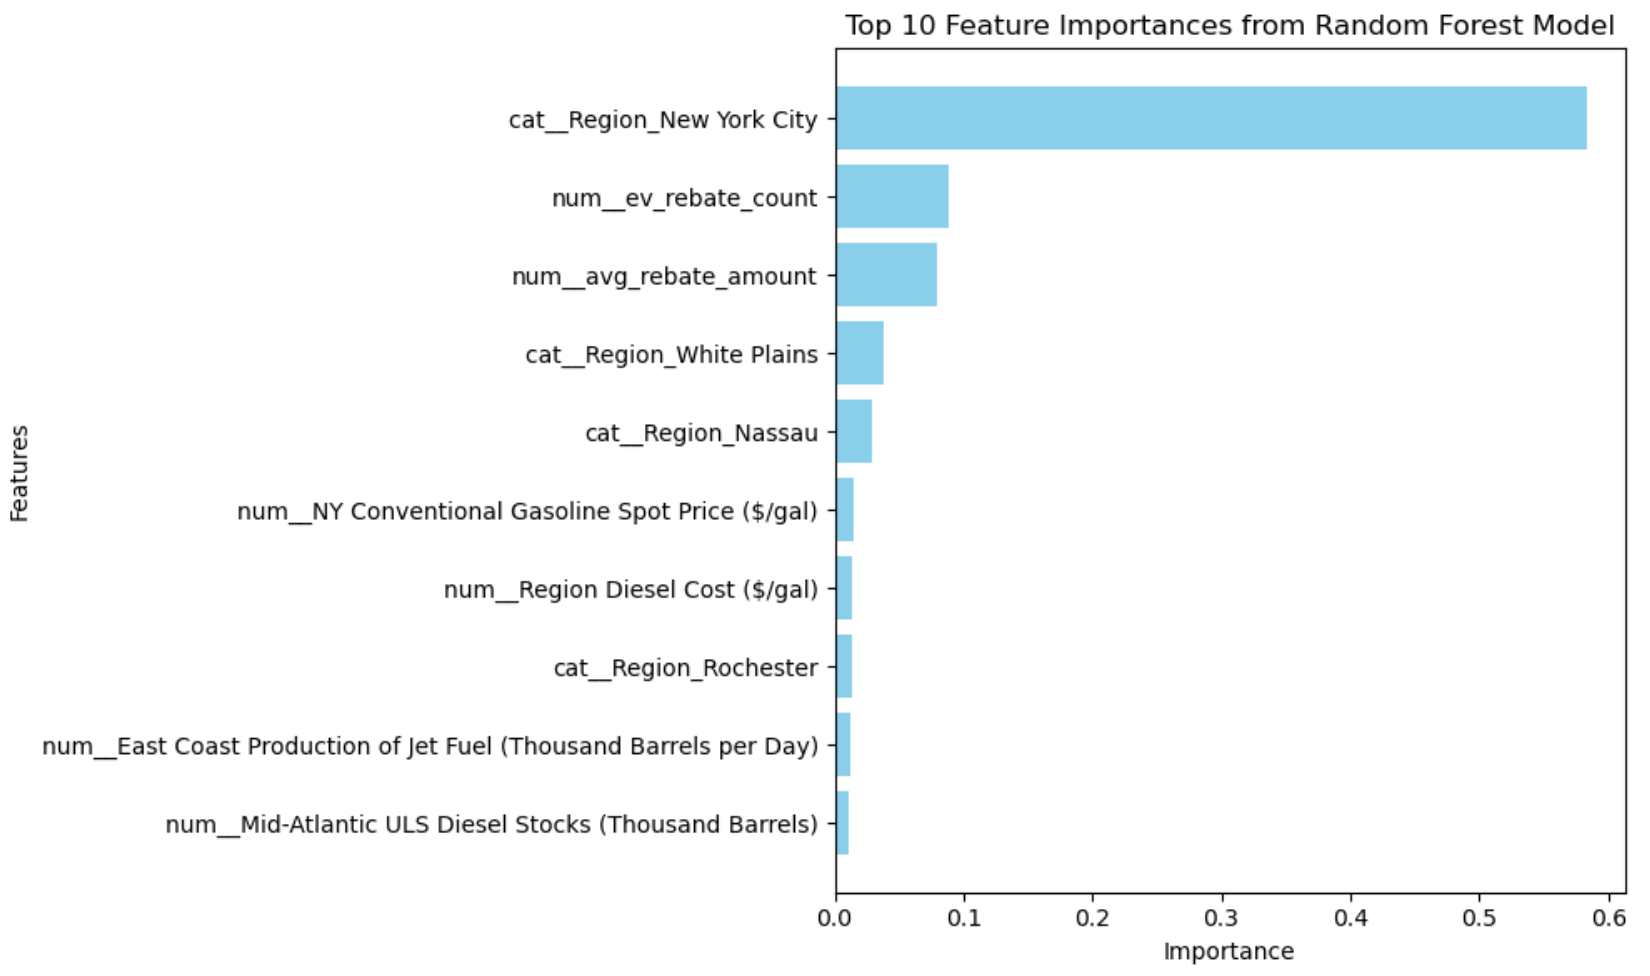 Top 10 Feature Importances from Random Forest Model
Features
cat__Region_New York City
num__ev_rebate_count
num__avg_rebate_amount
cat__Region_White Plains
cat__Region_Nassau
num__NY Conventional Gasoline Spot Price ($/gal)
num__Region Diesel Cost ($/gal)
cat__Region_Rochester
num__East Coast Production of Jet Fuel (Thousand Barrels per Day)
num__Mid-Atlantic ULS Diesel Stocks (Thousand Barrels)
0.0 0.1 0.2 0.3 0.4 0.5 0.6
Importance